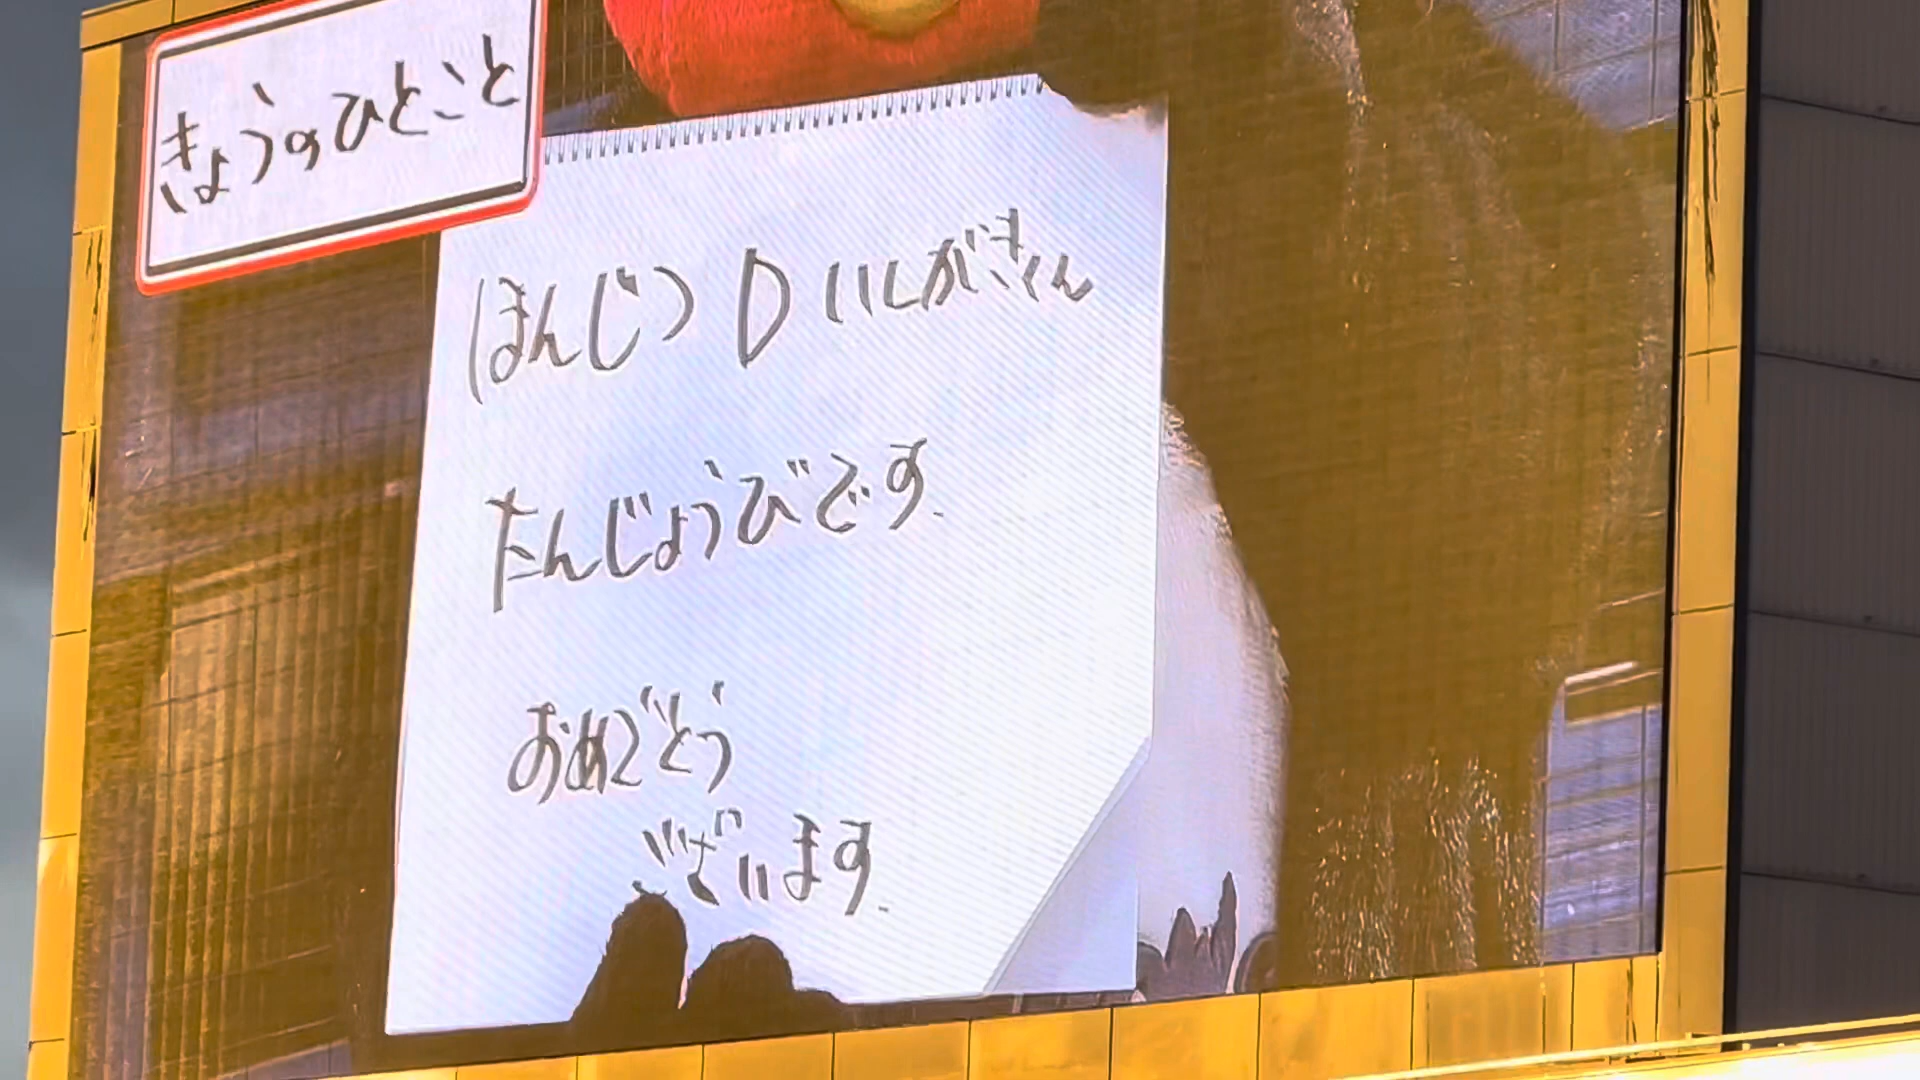 きょうのひとこと
ほんじつ D いしがきくん
たんじょうびです.
おめでとう
ございます.